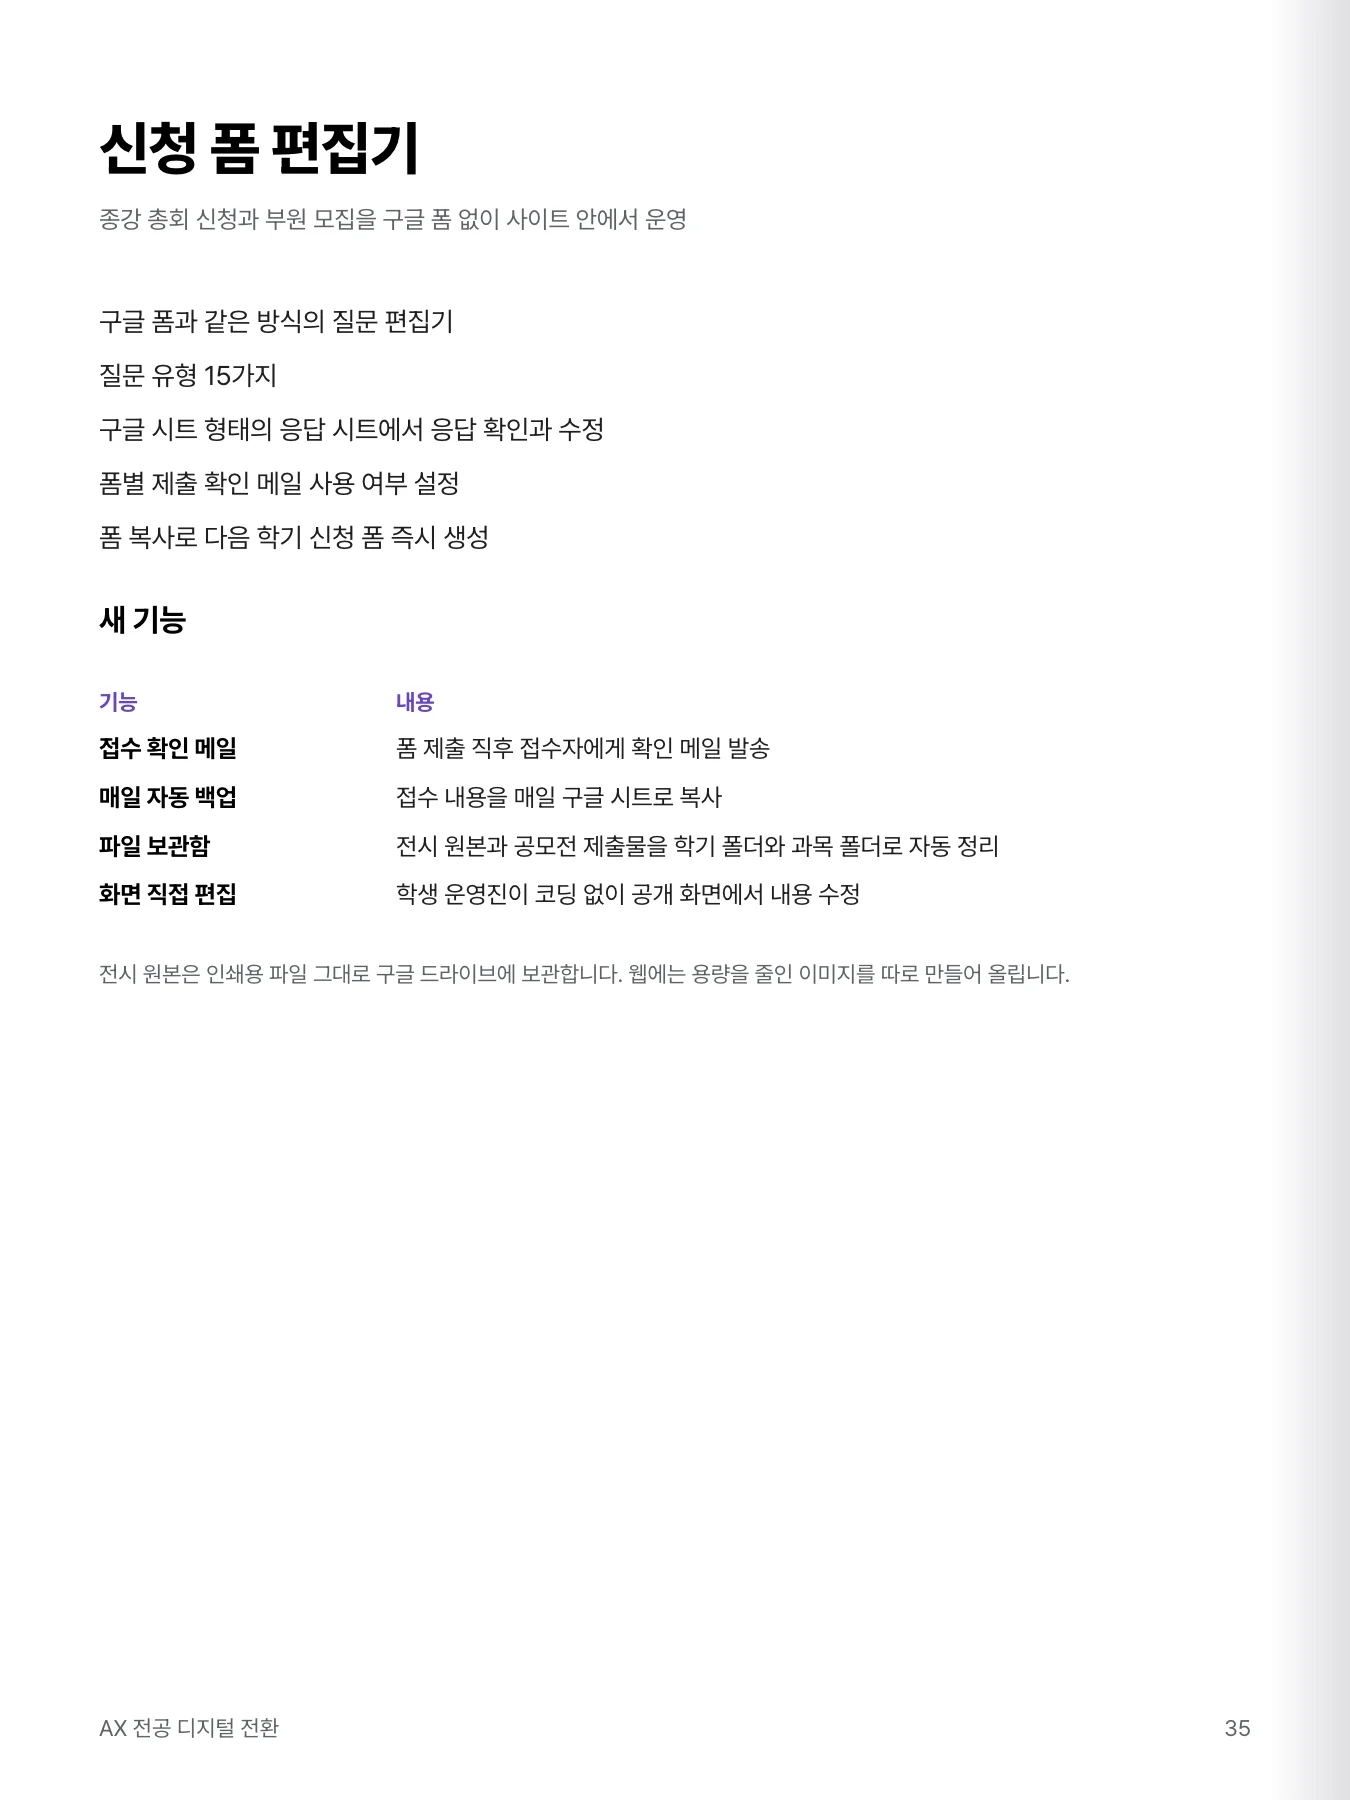 신청 폼 편집기
종강 총회 신청과 부원 모집을 구글 폼 없이 사이트 안에서 운영
구글 폼과 같은 방식의 질문 편집기
질문 유형 15가지
구글 시트 형태의 응답 시트에서 응답 확인과 수정
폼별 제출 확인 메일 사용 여부 설정
폼 복사로 다음 학기 신청 폼 즉시 생성
새 기능
기능 내용
접수 확인 메일 폼 제출 직후 접수자에게 확인 메일 발송
매일 자동 백업 접수 내용을 매일 구글 시트로 복사
파일 보관함 전시 원본과 공모전 제출물을 학기 폴더와 과목 폴더로 자동 정리
화면 직접 편집 학생 운영진이 코딩 없이 공개 화면에서 내용 수정
전시 원본은 인쇄용 파일 그대로 구글 드라이브에 보관합니다. 웹에는 용량을 줄인 이미지를 따로 만들어 올립니다.
AX 전공 디지털 전환 35